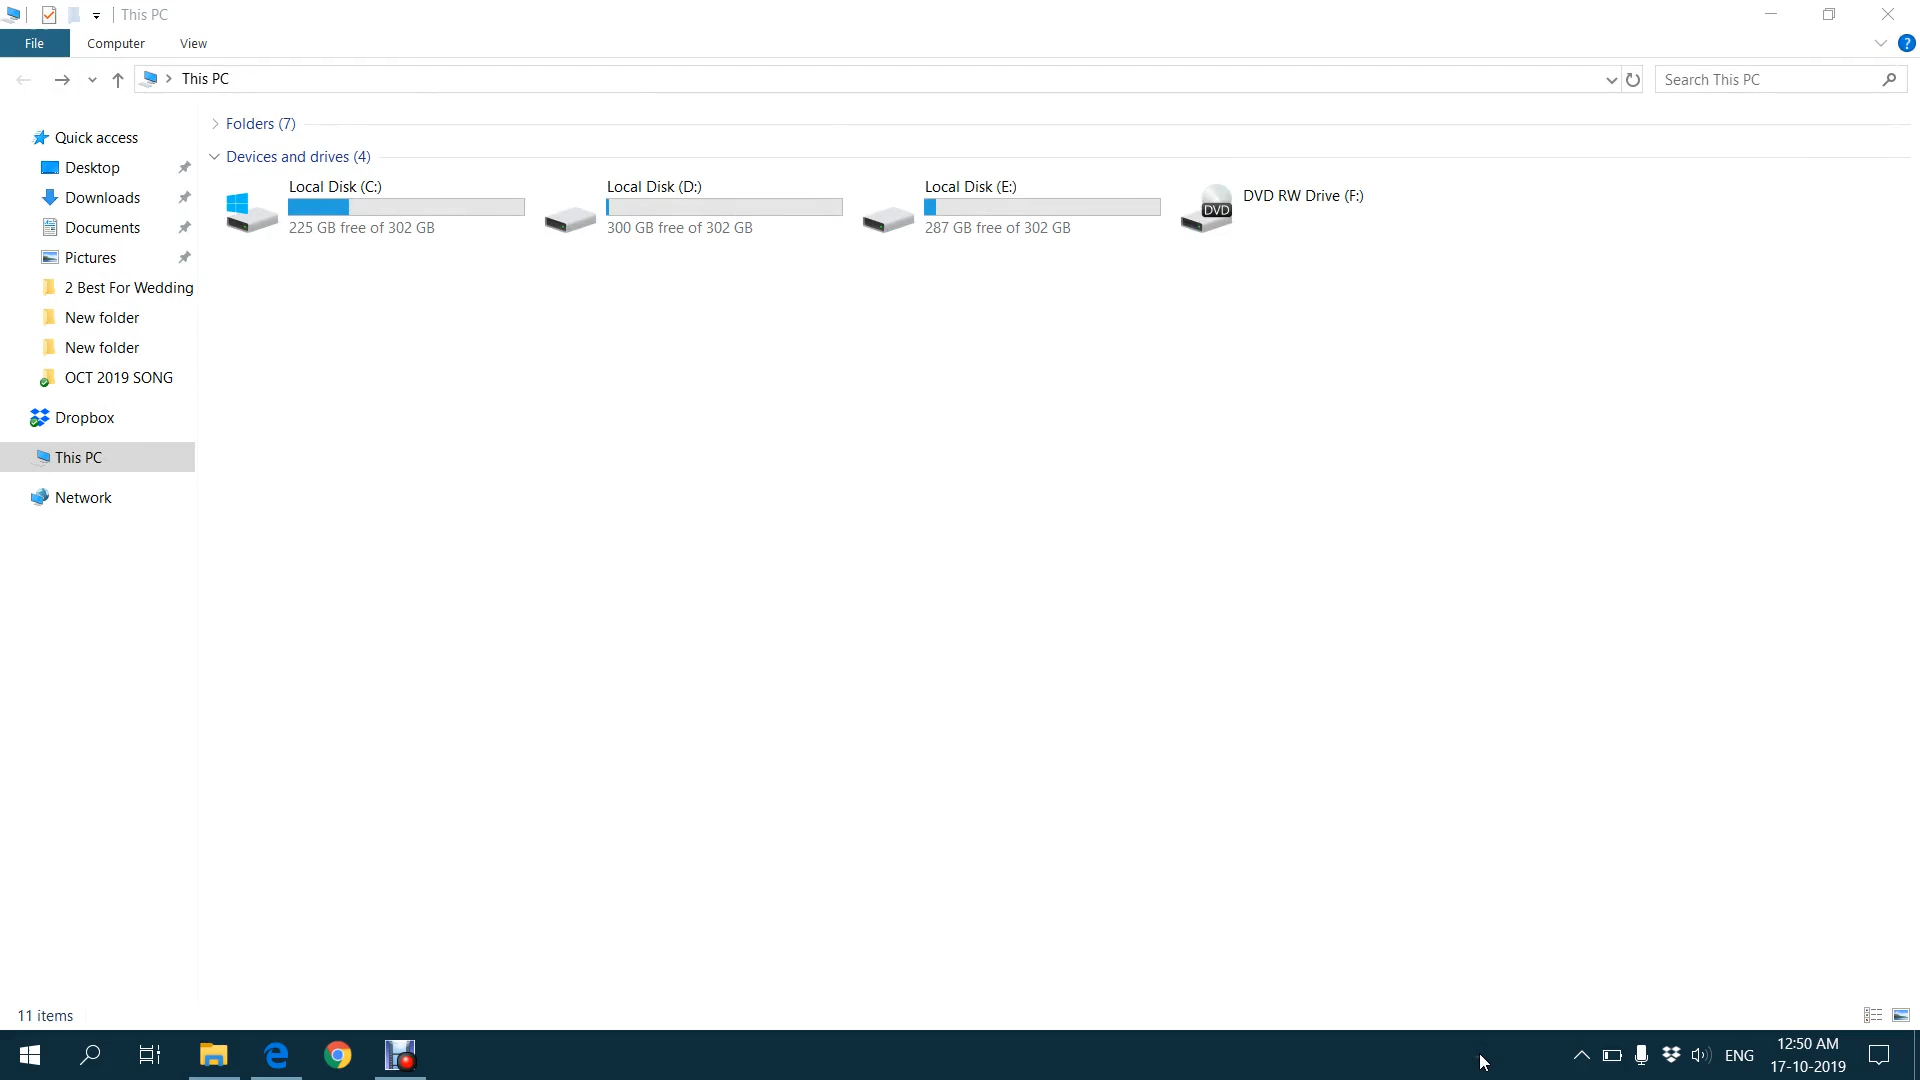 This PC
File
Computer
View
?
This PC
Search This PC
Quick access
Desktop
Downloads
Documents
Pictures
2 Best For Wedding
New folder
New folder
OCT 2019 SONG
Dropbox
This PC
Network
Folders (7)
Devices and drives (4)
Local Disk (C:)
225 GB free of 302 GB
Local Disk (D:)
300 GB free of 302 GB
Local Disk (E:)
287 GB free of 302 GB
DVD
DVD RW Drive (F:)
11 items
ENG
12:50 AM
17-10-2019